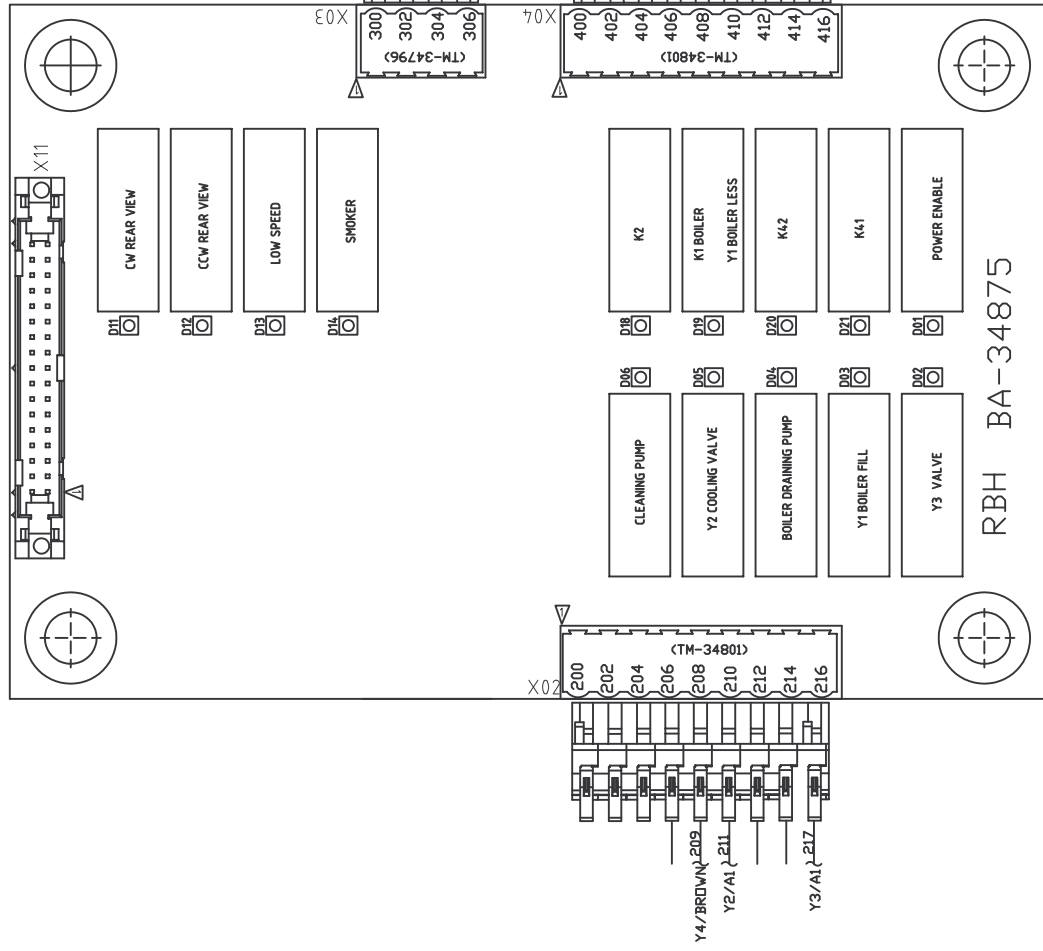 X03
300
302
304
306
(TM-34796)
1
X04
400
402
404
406
408
410
412
414
416
(TM-34801)
1
X11
1
CW REAR VIEW
CCW REAR VIEW
LOW SPEED
SMOKER
K2
K1 BOILER
Y1 BOILER LESS
K42
K41
POWER ENABLE
D11
D12
D13
D14
D18
D19
D20
D21
D01
D06
D05
D04
D03
D02
CLEANING PUMP
Y2 COOLING VALVE
BOILER DRAINING PUMP
Y1 BOILER FILL
Y3 VALVE
RBH BA-34875
1
(TM-34801)
X02
200
202
204
206
208
210
212
214
216
Y4/BROWN 209
Y2/A1 211
Y3/A1 217